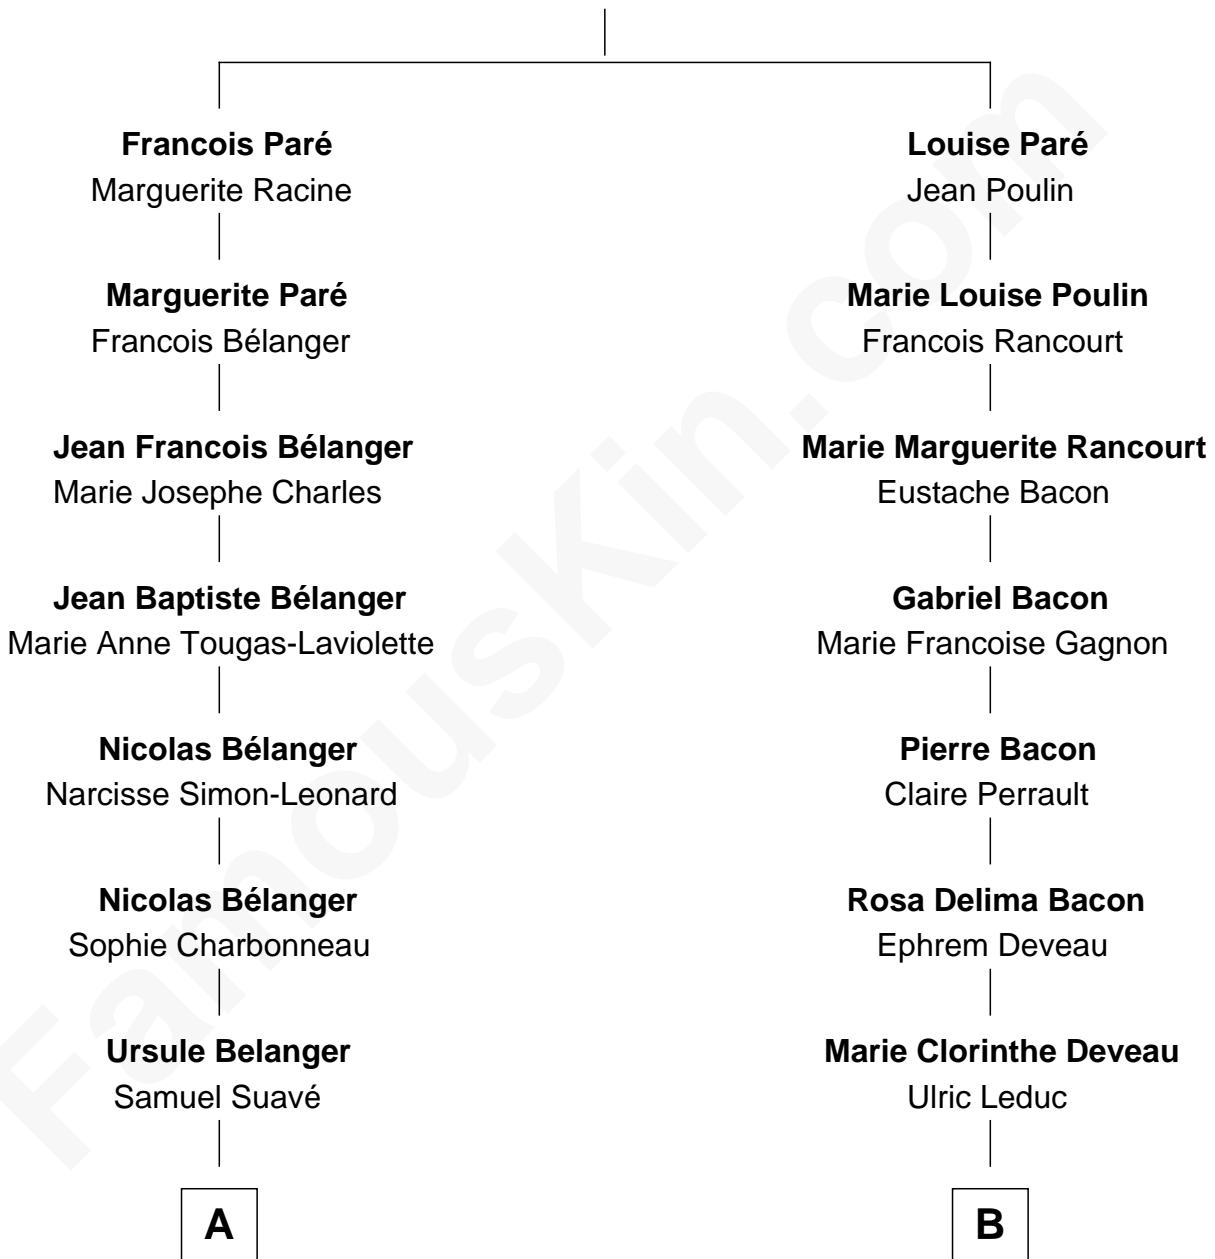 Francois Paré
Marguerite Racine
Marguerite Paré
Francois Bélanger
Jean Francois Bélanger
Marie Josephe Charles
Jean Baptiste Bélanger
Marie Anne Tougas-Laviolette
Nicolas Bélanger
Narcisse Simon-Leonard
Nicolas Bélanger
Sophie Charbonneau
Ursule Belanger
Samuel Suavé
A
Louise Paré
Jean Poulin
Marie Louise Poulin
Francois Rancourt
Marie Marguerite Rancourt
Eustache Bacon
Gabriel Bacon
Marie Francoise Gagnon
Pierre Bacon
Claire Perrault
Rosa Delima Bacon
Ephrem Deveau
Marie Clorinthe Deveau
Ulric Leduc
B
FamousKin.com